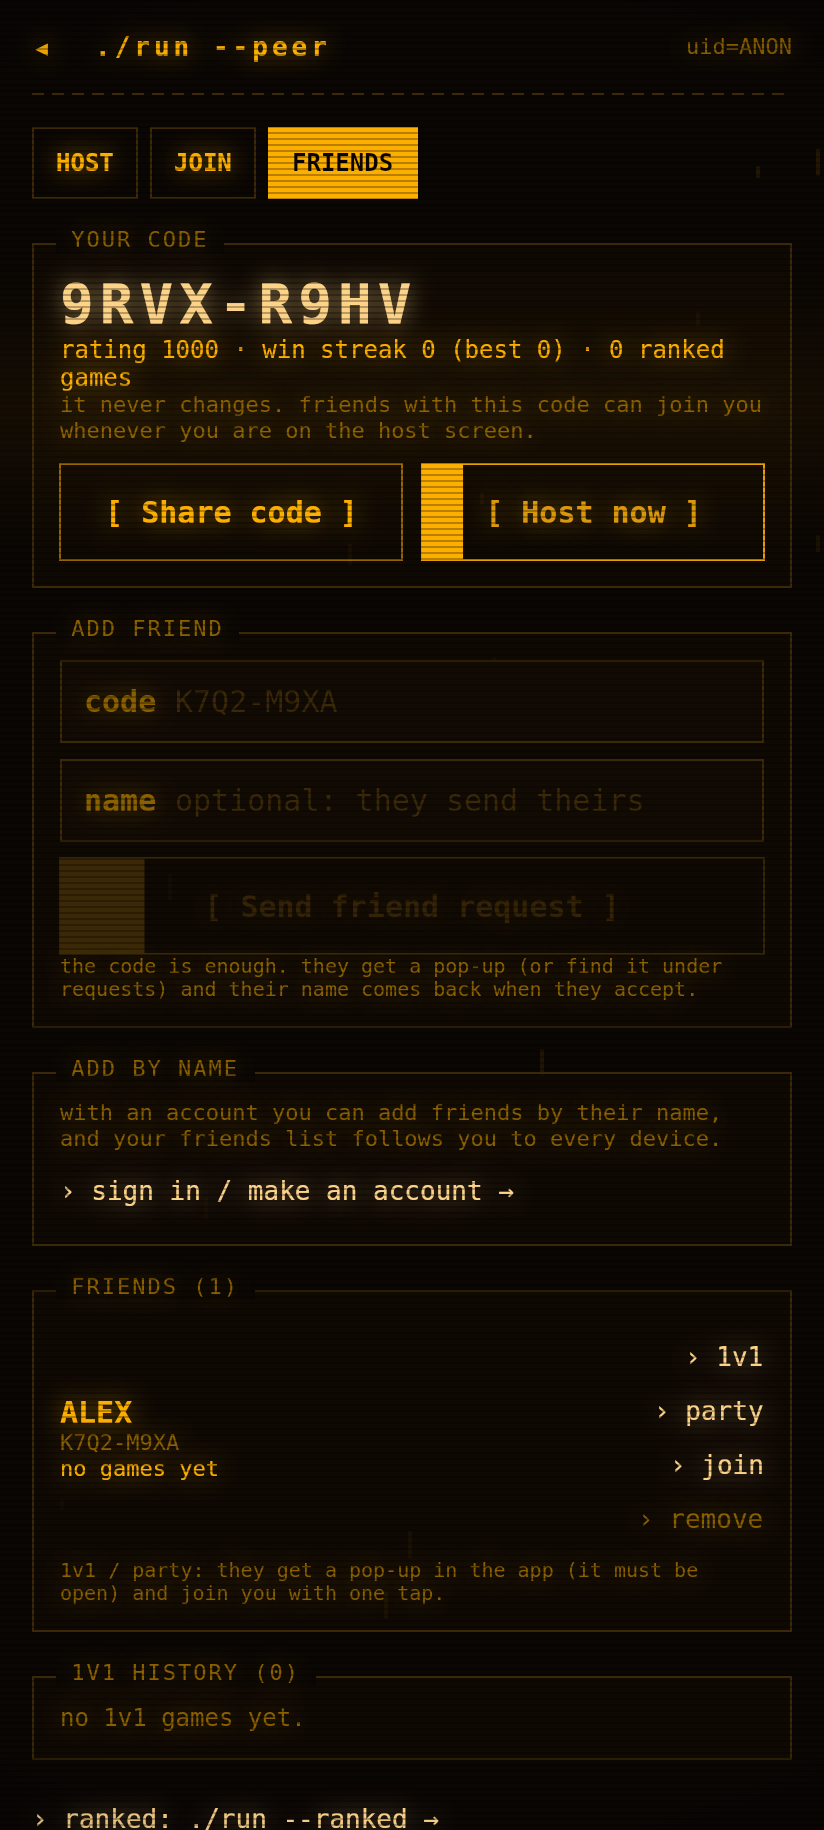 ◂ ./run --peer uid=ANON
HOST JOIN FRIENDS
YOUR CODE
9RVX-R9HV
rating 1000 · win streak 0 (best 0) · 0 ranked
games
it never changes. friends with this code can join you
whenever you are on the host screen.
[ Share code ] [ Host now ]
ADD FRIEND
code K7Q2-M9XA
name optional: they send theirs
[ Send friend request ]
the code is enough. they get a pop-up (or find it under
requests) and their name comes back when they accept.
ADD BY NAME
with an account you can add friends by their name,
and your friends list follows you to every device.
› sign in / make an account →
FRIENDS (1)
ALEX
K7Q2-M9XA
no games yet
› 1v1
› party
› join
› remove
1v1 / party: they get a pop-up in the app (it must be
open) and join you with one tap.
1V1 HISTORY (0)
no 1v1 games yet.
› ranked: ./run --ranked →